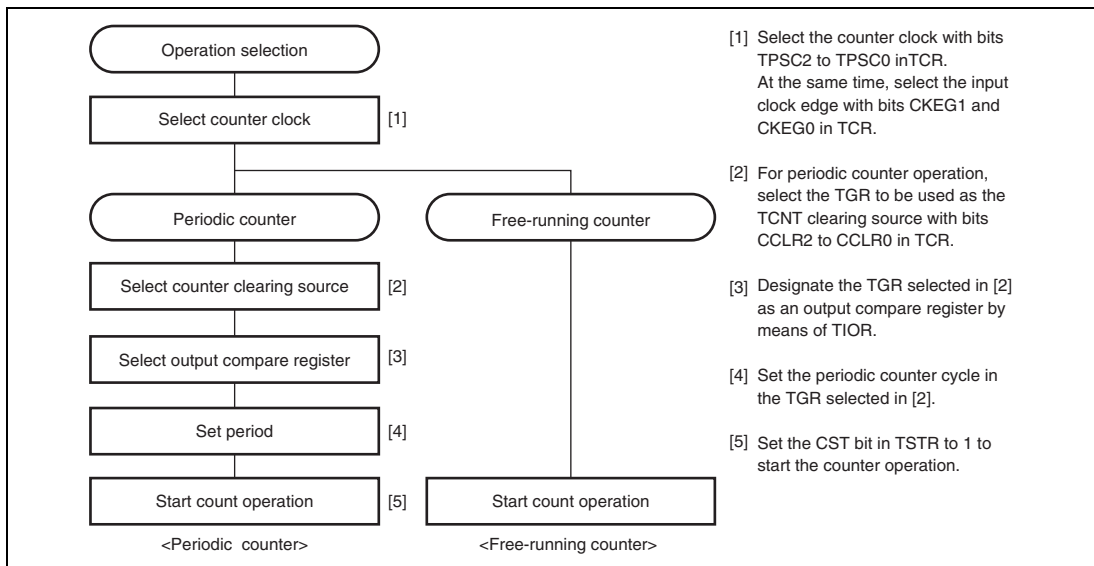 Operation selection
Select counter clock
[1]
Periodic counter
Free-running counter
Select counter clearing source
[2]
Select output compare register
[3]
Set period
[4]
Start count operation
[5]
Start count operation
<Periodic counter>
<Free-running counter>
[1] Select the counter clock with bits
TPSC2 to TPSC0 inTCR.
At the same time, select the input
clock edge with bits CKEG1 and
CKEG0 in TCR.
[2] For periodic counter operation,
select the TGR to be used as the
TCNT clearing source with bits
CCLR2 to CCLR0 in TCR.
[3] Designate the TGR selected in [2]
as an output compare register by
means of TIOR.
[4] Set the periodic counter cycle in
the TGR selected in [2].
[5] Set the CST bit in TSTR to 1 to
start the counter operation.